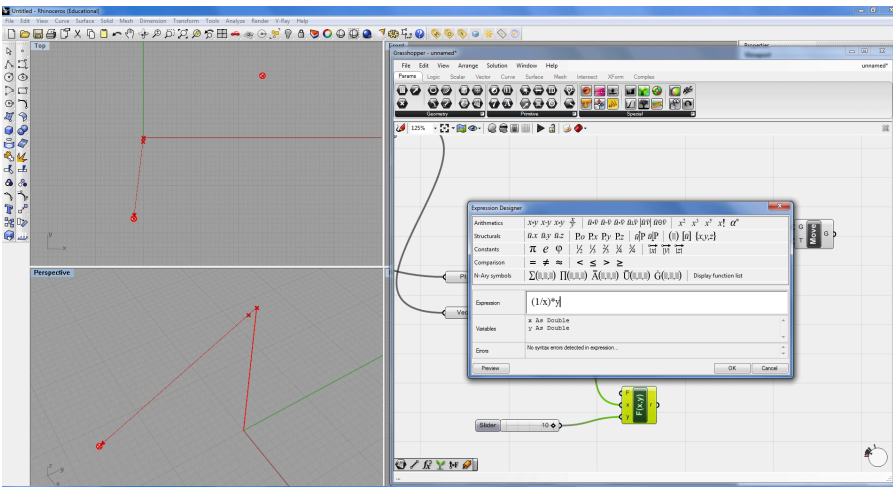 Untitled - Rhinoceros (Educational)
File Edit View Curve Surface Solid Mesh Dimension Transform Tools Analyze Render V-Ray Help
Top
y
x
Perspective
z
y
Grasshopper - unnamed*
File Edit View Arrange Solution Window Help
unnamed*
Params Logic Scalar Vector Curve Surface Mesh Intersect XForm Complex
Geometry Primitive Special
125%
Expression Designer
Arithmetics
Structurals
Constants
Comparison
N-Ary symbols
Display function list
Expression
(1/x)*y
Variables
x As Double
y As Double
Errors
No syntax errors detected in expression...
Preview OK Cancel
G
T
Move
G
F
x
y
F(x,y)
r
Slider 10